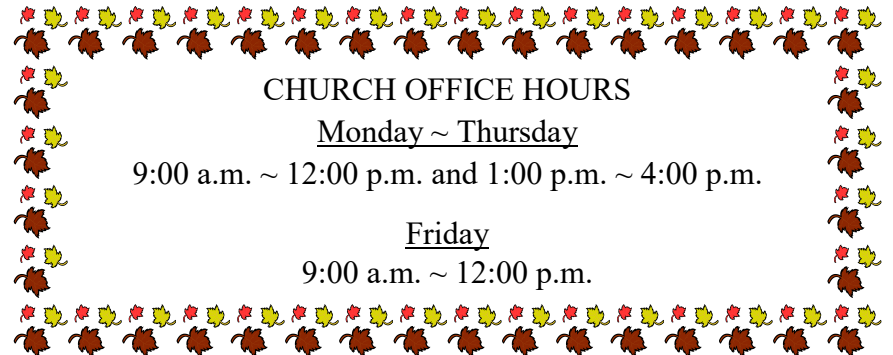 CHURCH OFFICE HOURS
Monday ~ Thursday
9:00 a.m. ~ 12:00 p.m. and 1:00 p.m. ~ 4:00 p.m.
Friday
9:00 a.m. ~ 12:00 p.m.